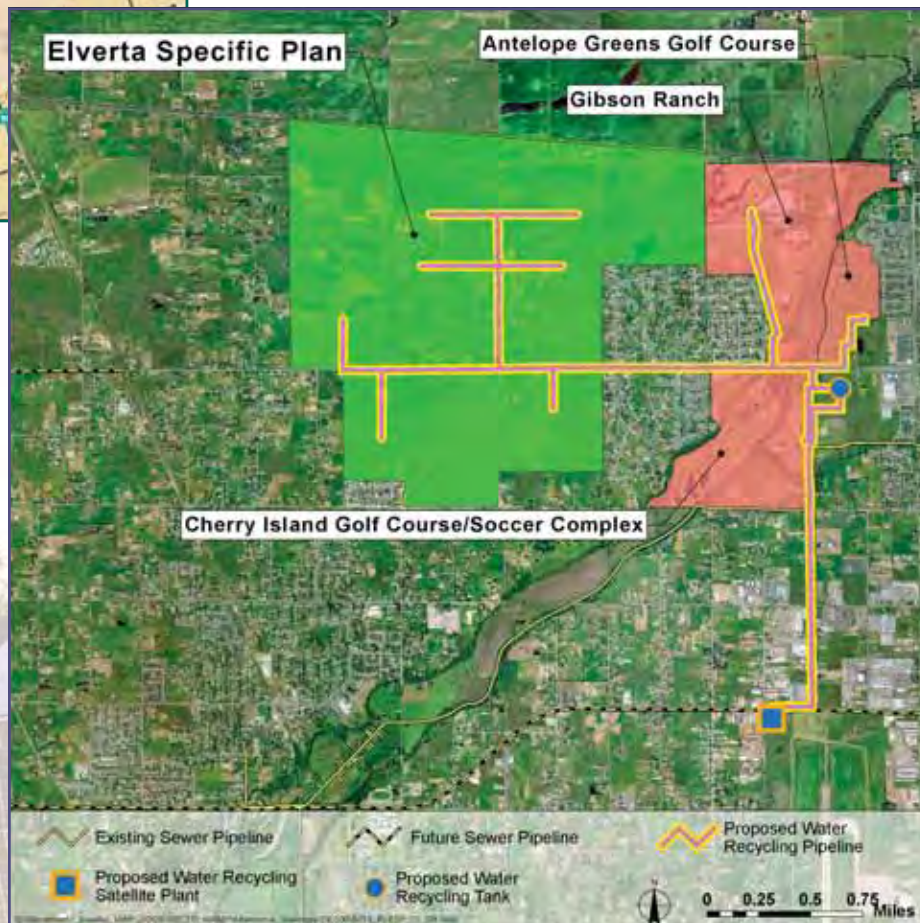 Elverta Specific Plan
Antelope Greens Golf Course
Gibson Ranch
Cherry Island Golf Course/Soccer Complex
Existing Sewer Pipeline
Future Sewer Pipeline
Proposed Water
Recycling Pipeline
Proposed Water Recycling
Satellite Plant
Proposed Water
Recycling Tank
N
0 0.25 0.5 0.75
Miles